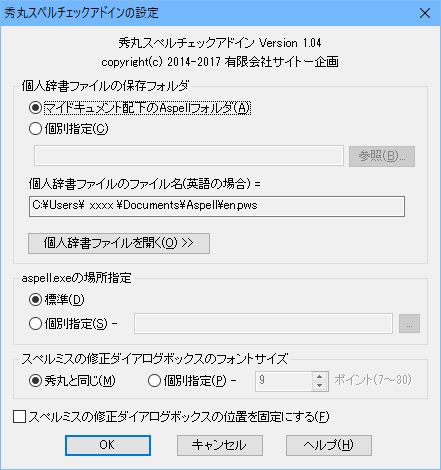 秀丸スペルチェックアドインの設定
秀丸スペルチェックアドイン Version 1.04
copyright(c) 2014-2017 有限会社サイトー企画
個人辞書ファイルの保存フォルダ
マイドキュメント配下のAspellフォルダ(A)
個別指定(C)
参照(B)...
個人辞書ファイルのファイル名(英語の場合) =
C:¥Users¥ xxxx ¥Documents¥Aspell¥en.pws
個人辞書ファイルを開く(O) >>
aspell.exeの場所指定
標準(D)
個別指定(S) - ...
スペルミスの修正ダイアログボックスのフォントサイズ
秀丸と同じ(M) 個別指定(P) - 9 ポイント(7～30)
スペルミスの修正ダイアログボックスの位置を固定にする(F)
OK キャンセル ヘルプ(H)